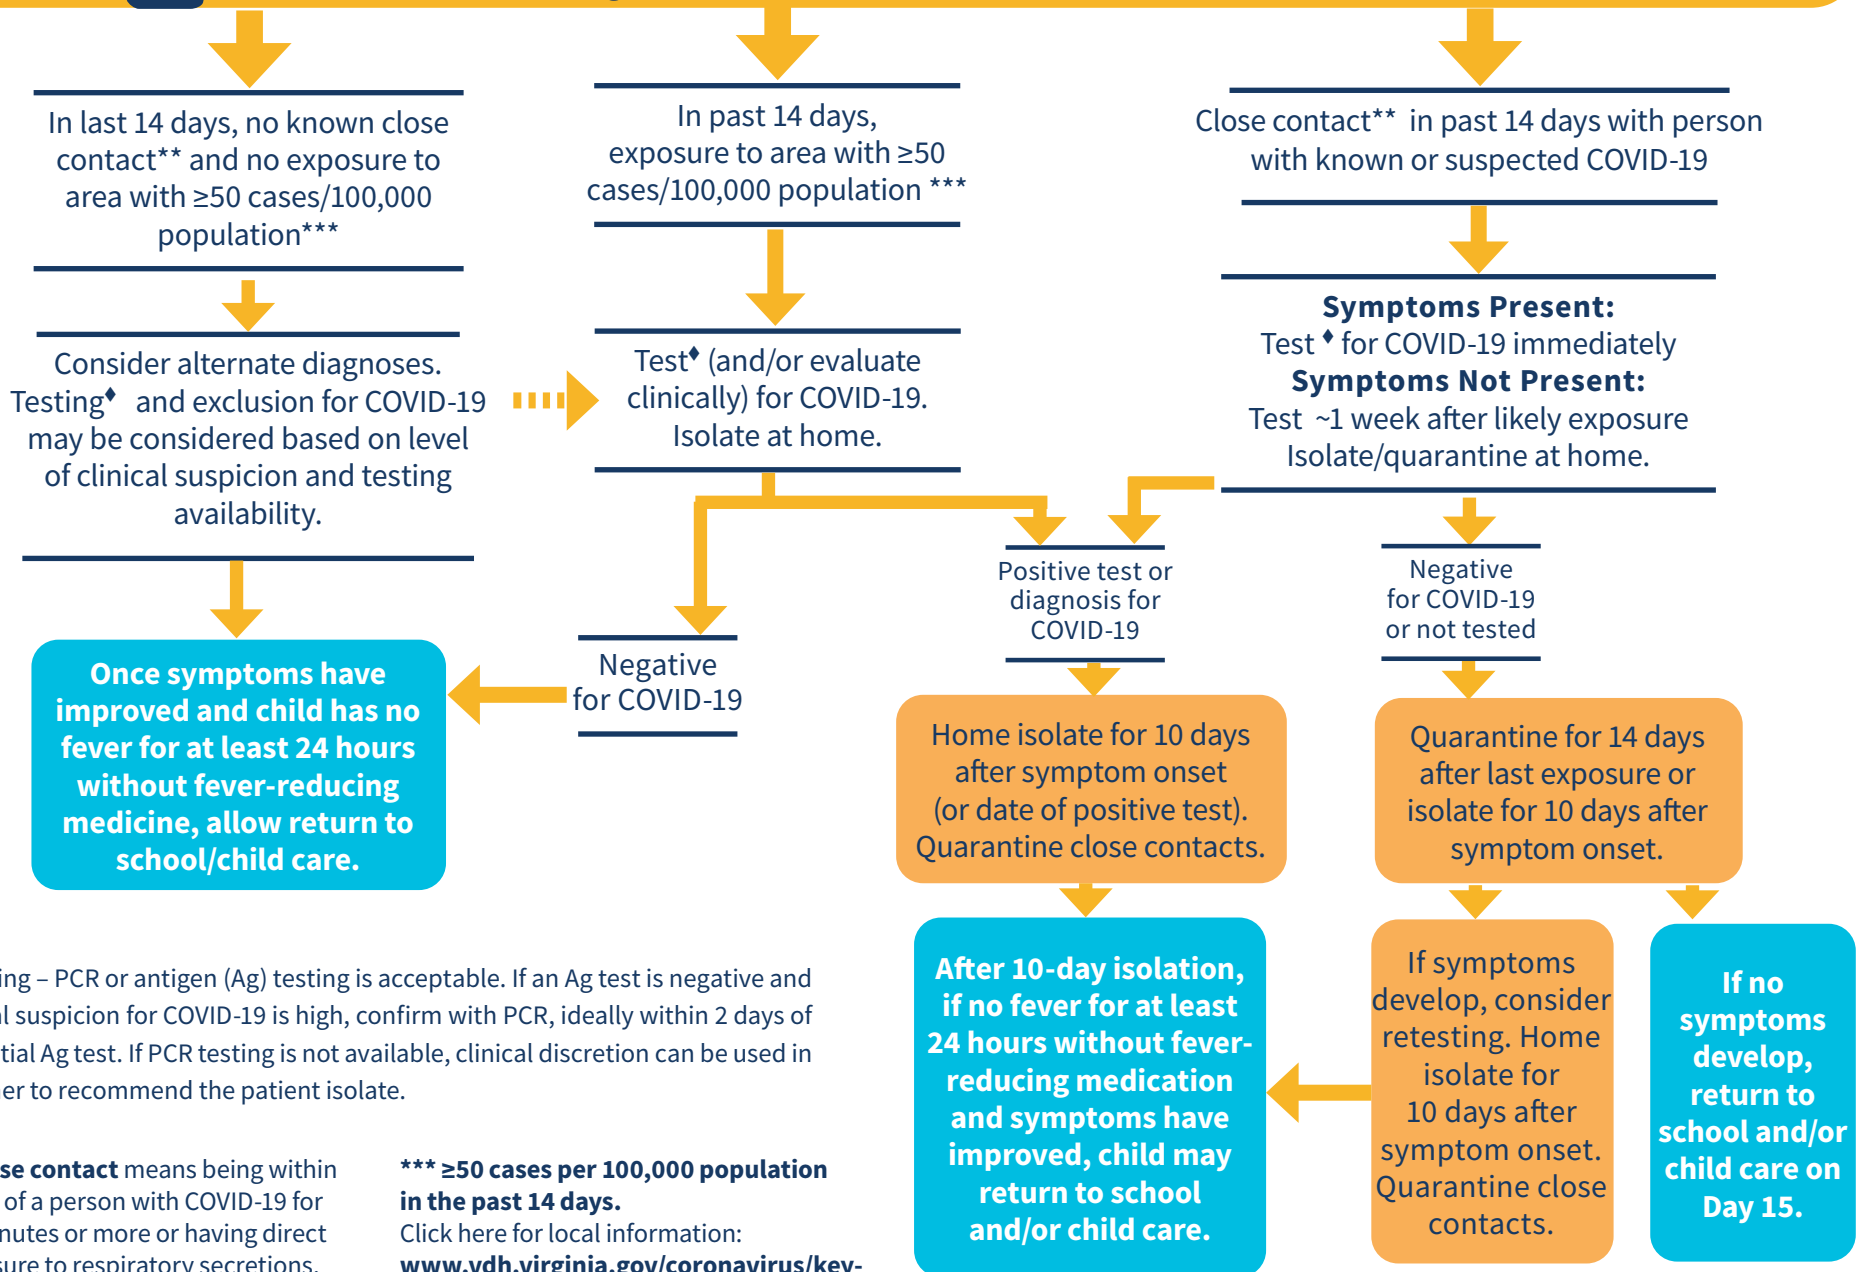 In last 14 days, no known close
contact** and no exposure to
area with ≥50 cases/100,000
population***
Consider alternate diagnoses.
Testing♦ and exclusion for COVID-19
may be considered based on level
of clinical suspicion and testing
availability.
Once symptoms have
improved and child has no
fever for at least 24 hours
without fever-reducing
medicine, allow return to
school/child care.
In past 14 days,
exposure to area with ≥50
cases/100,000 population ***
Test♦ (and/or evaluate
clinically) for COVID-19.
Isolate at home.
Negative
for COVID-19
Close contact** in past 14 days with person
with known or suspected COVID-19
Symptoms Present:
Test ♦ for COVID-19 immediately
Symptoms Not Present:
Test ~1 week after likely exposure
Isolate/quarantine at home.
Positive test or
diagnosis for
COVID-19
Negative
for COVID-19
or not tested
Home isolate for 10 days
after symptom onset
(or date of positive test).
Quarantine close contacts.
Quarantine for 14 days
after last exposure or
isolate for 10 days after
symptom onset.
After 10-day isolation,
if no fever for at least
24 hours without fever-
reducing medication
and symptoms have
improved, child may
return to school
and/or child care.
If symptoms
develop, consider
retesting. Home
isolate for
10 days after
symptom onset.
Quarantine close
contacts.
If no
symptoms
develop,
return to
school and/or
child care on
Day 15.
ing – PCR or antigen (Ag) testing is acceptable. If an Ag test is negative and
l suspicion for COVID-19 is high, confirm with PCR, ideally within 2 days of
tial Ag test. If PCR testing is not available, clinical discretion can be used in
er to recommend the patient isolate.
se contact means being within
of a person with COVID-19 for
nutes or more or having direct
sure to respiratory secretions.
*** ≥50 cases per 100,000 population
in the past 14 days.
Click here for local information:
www.vdh.virginia.gov/coronavirus/key-